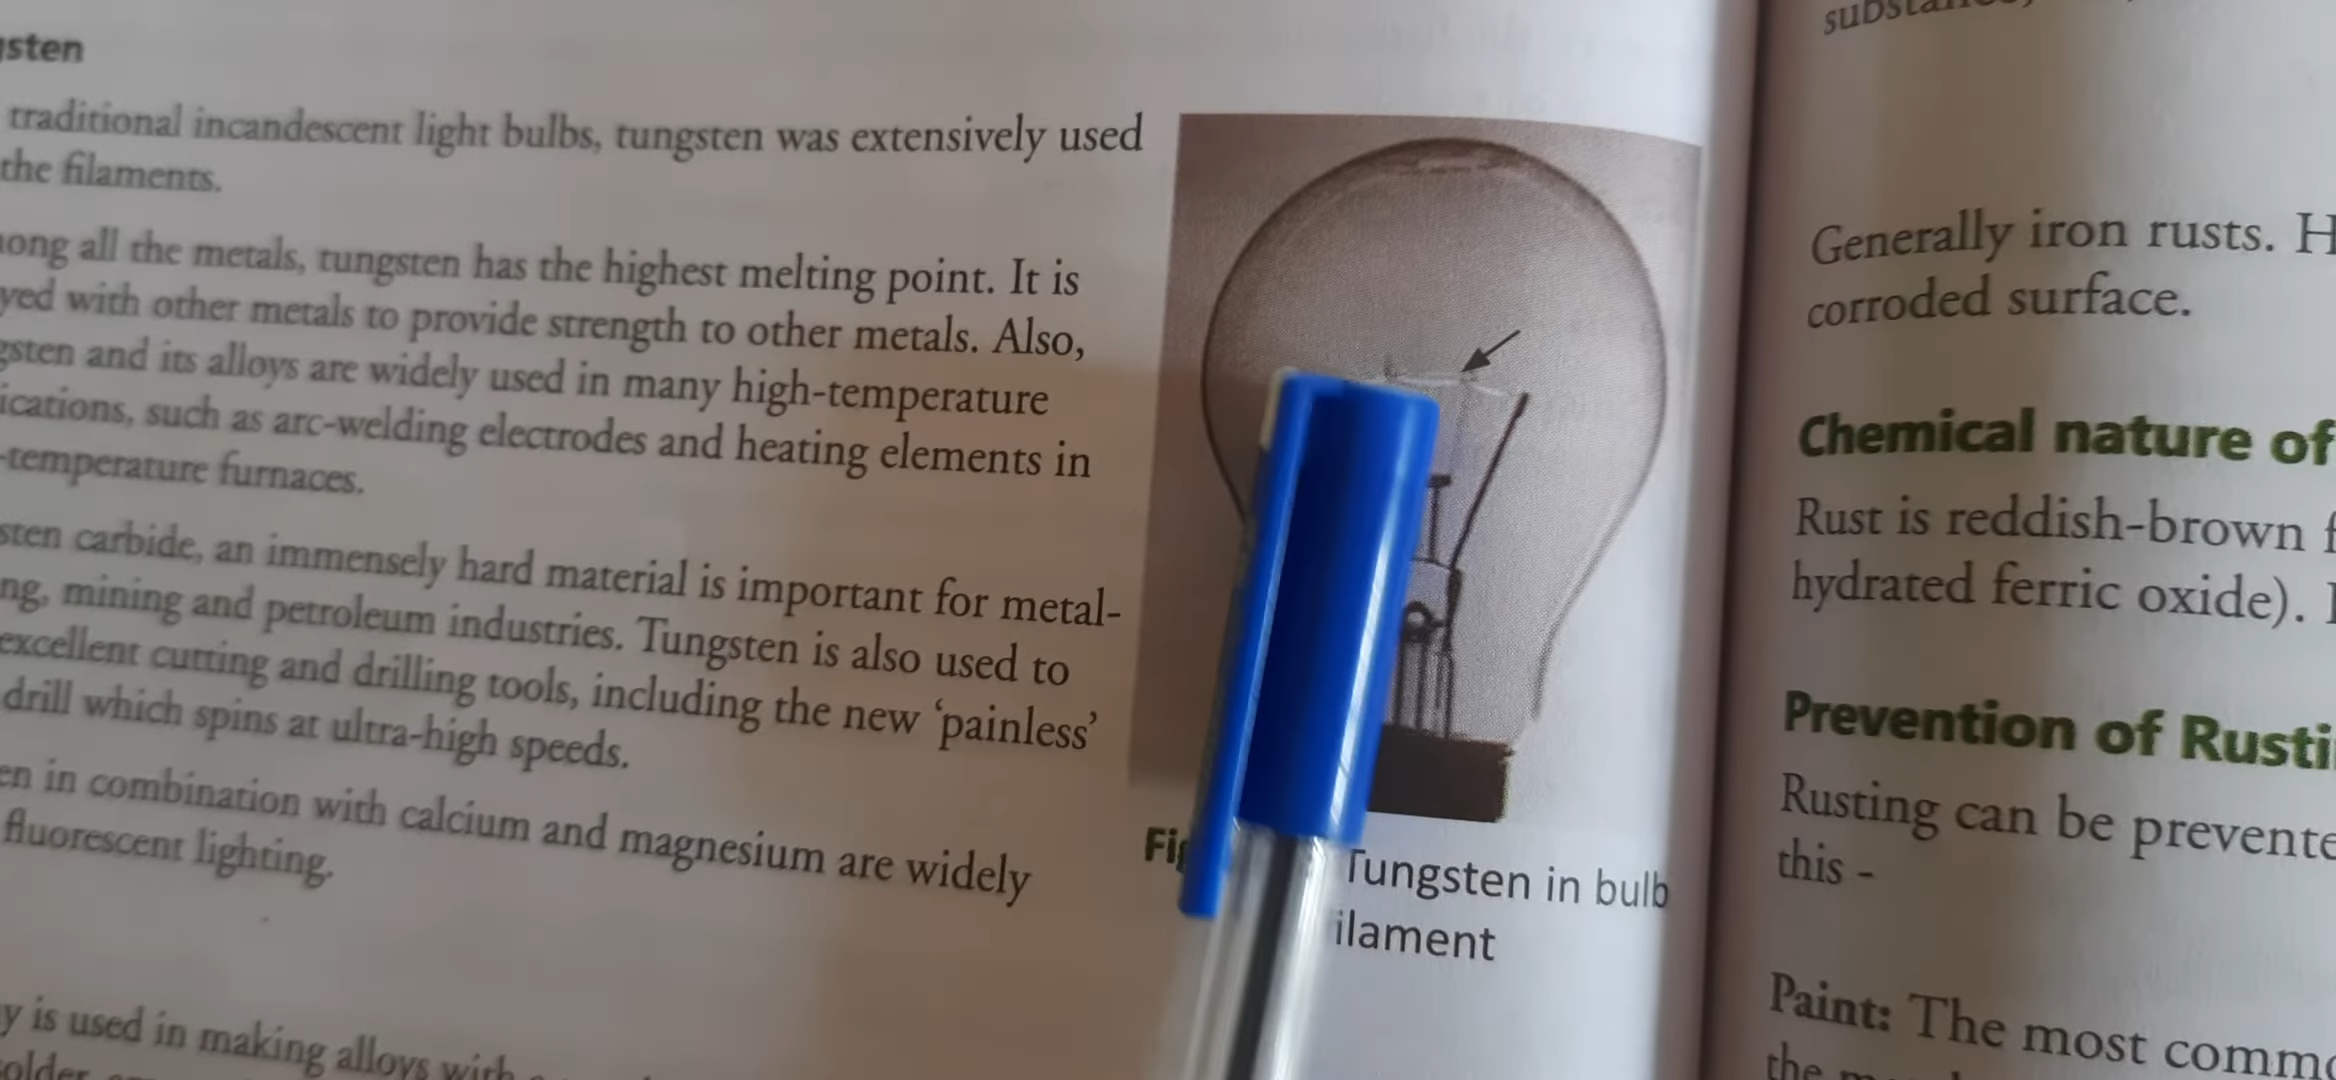 gsten
traditional incandescent light bulbs, tungsten was extensively used
the filaments.
ong all the metals, tungsten has the highest melting point. It is
yed with other metals to provide strength to other metals. Also,
gsten and its alloys are widely used in many high-temperature
ications, such as arc-welding electrodes and heating elements in
-temperature furnaces.
sten carbide, an immensely hard material is important for metal-
ng, mining and petroleum industries. Tungsten is also used to
excellent cutting and drilling tools, including the new ‘painless’
drill which spins at ultra-high speeds.
en in combination with calcium and magnesium are widely
fluorescent lighting.
y is used in making alloys with
Fig
Tungsten in bulb
ilament
Generally iron rusts. H
corroded surface.
Chemical nature of
Rust is reddish-brown f
hydrated ferric oxide).
Prevention of Rusti
Rusting can be prevente
this -
Paint: The most commo
the